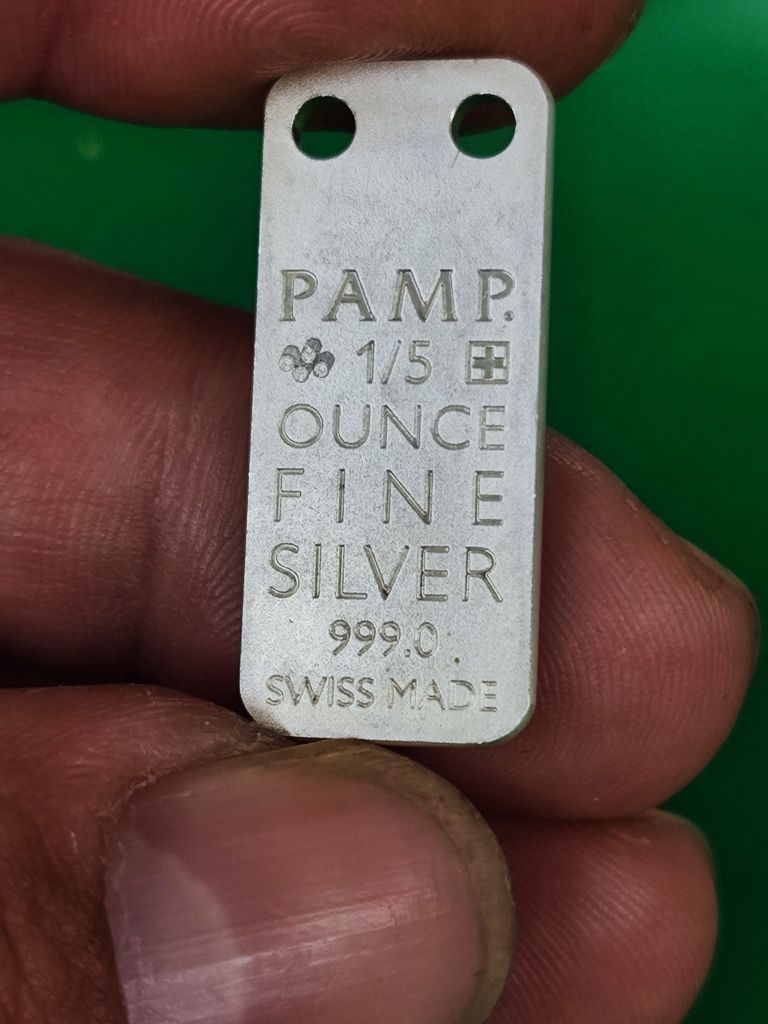 PAMP.
1/5
OUNCE
FINE
SILVER
999.0
SWISS MADE